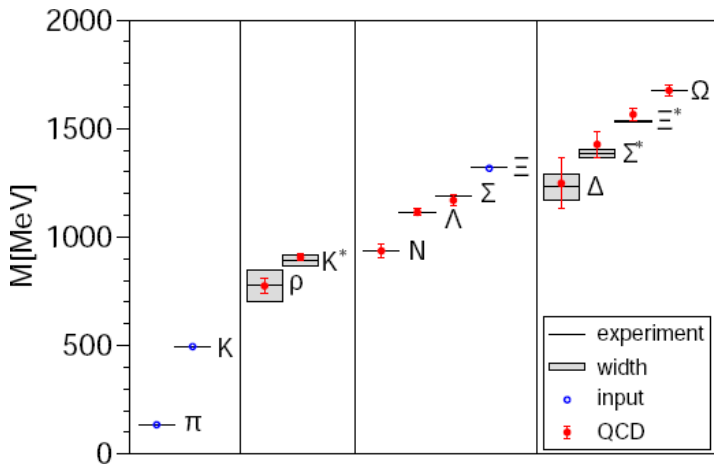 2000
1500
1000
500
0
M[MeV]
π
K
ρ
K*
N
Λ
Σ
Ξ
Δ
Σ*
Ξ*
Ω
experiment
width
input
QCD